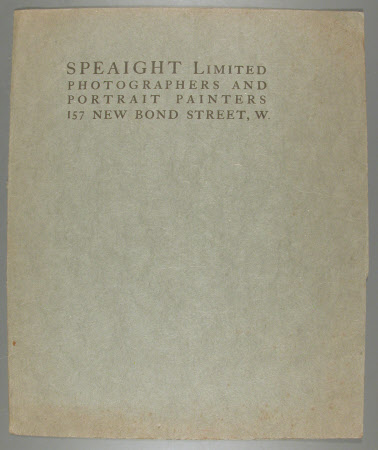 SPEAIGHT LIMITED
PHOTOGRAPHERS AND
PORTRAIT PAINTERS
157 NEW BOND STREET, W.